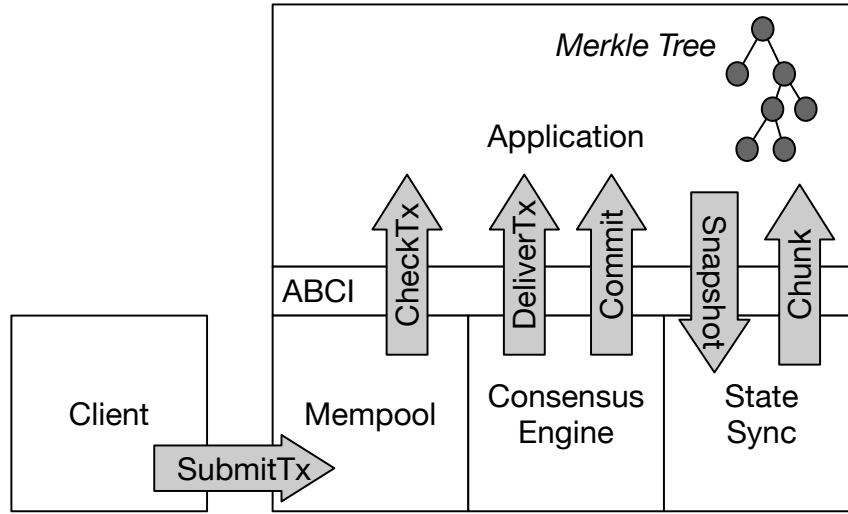 Merkle Tree
Application
CheckTx
DeliverTx
Commit
Snapshot
Chunk
ABCI
Client
Mempool
Consensus
Engine
State
Sync
SubmitTx